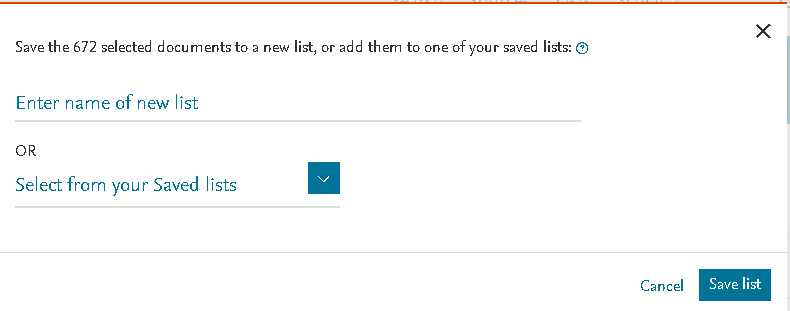 Save the 672 selected documents to a new list, or add them to one of your saved lists:
Enter name of new list
OR
Select from your Saved lists
Cancel
Save list